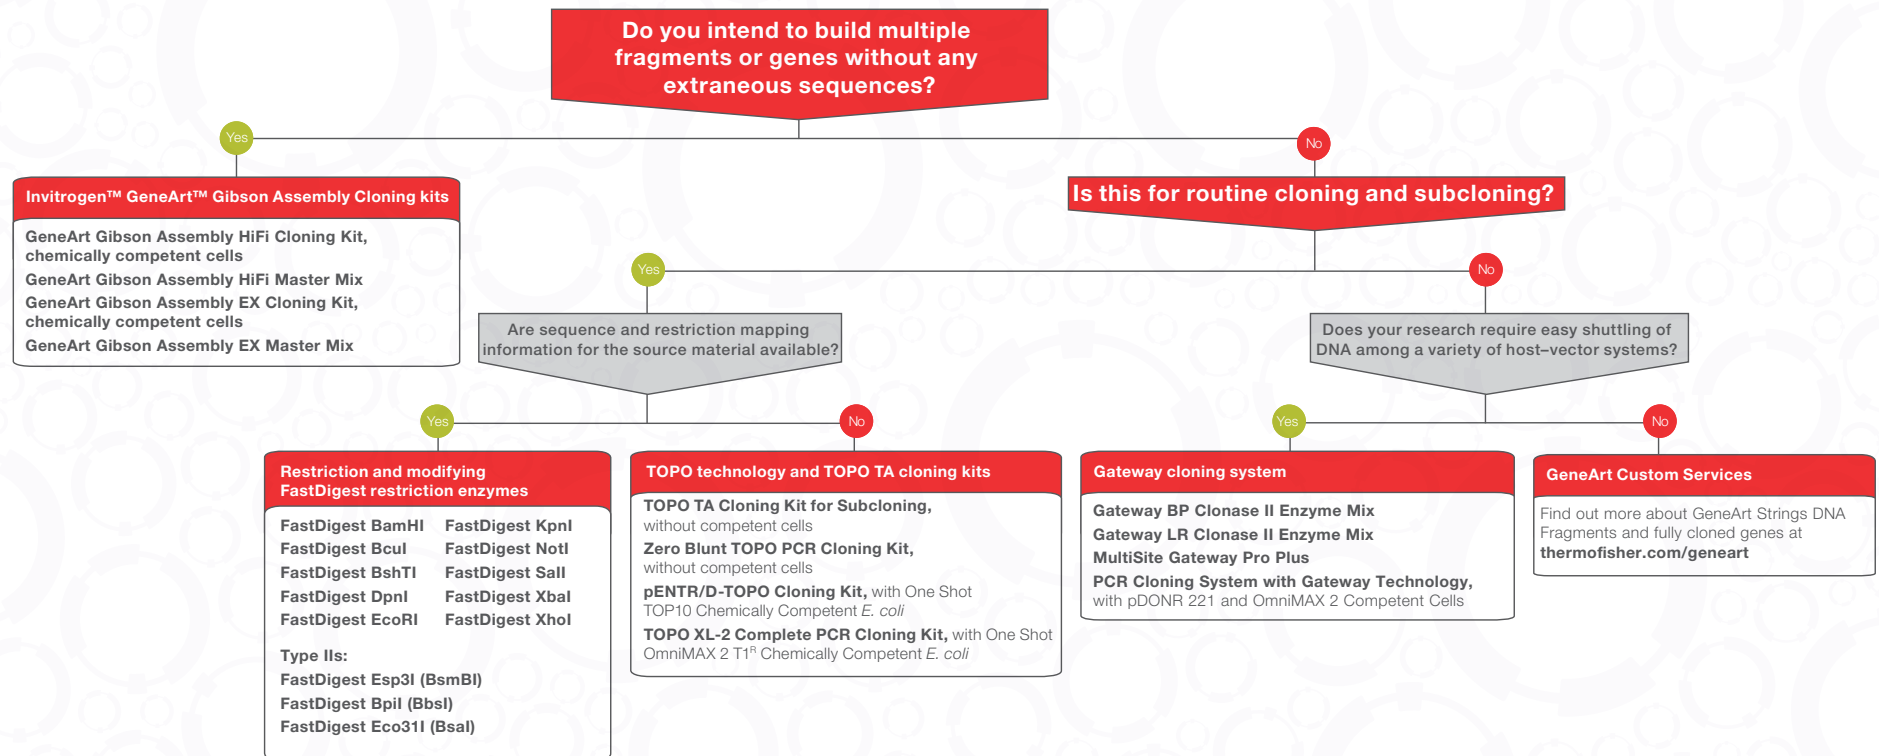 Do you intend to build multiple
fragments or genes without any
extraneous sequences?
Yes
No
Invitrogen™ GeneArt™ Gibson Assembly Cloning kits
GeneArt Gibson Assembly HiFi Cloning Kit,
chemically competent cells
GeneArt Gibson Assembly HiFi Master Mix
GeneArt Gibson Assembly EX Cloning Kit,
chemically competent cells
GeneArt Gibson Assembly EX Master Mix
Is this for routine cloning and subcloning?
Yes
No
Are sequence and restriction mapping
information for the source material available?
Does your research require easy shuttling of
DNA among a variety of host–vector systems?
Yes
No
Yes
No
Restriction and modifying
FastDigest restriction enzymes
FastDigest BamHI FastDigest KpnI
FastDigest BcuI FastDigest NotI
FastDigest BshTI FastDigest SalI
FastDigest DpnI FastDigest XbaI
FastDigest EcoRI FastDigest XhoI
Type IIs:
FastDigest Esp3I (BsmBI)
FastDigest BpiI (BbsI)
FastDigest Eco31I (BsaI)
TOPO technology and TOPO TA cloning kits
TOPO TA Cloning Kit for Subcloning,
without competent cells
Zero Blunt TOPO PCR Cloning Kit,
without competent cells
pENTR/D-TOPO Cloning Kit, with One Shot
TOP10 Chemically Competent E. coli
TOPO XL-2 Complete PCR Cloning Kit, with One Shot
OmniMAX 2 T1ᴿ Chemically Competent E. coli
Gateway cloning system
Gateway BP Clonase II Enzyme Mix
Gateway LR Clonase II Enzyme Mix
MultiSite Gateway Pro Plus
PCR Cloning System with Gateway Technology,
with pDONR 221 and OmniMAX 2 Competent Cells
GeneArt Custom Services
Find out more about GeneArt Strings DNA
Fragments and fully cloned genes at
thermofisher.com/geneart